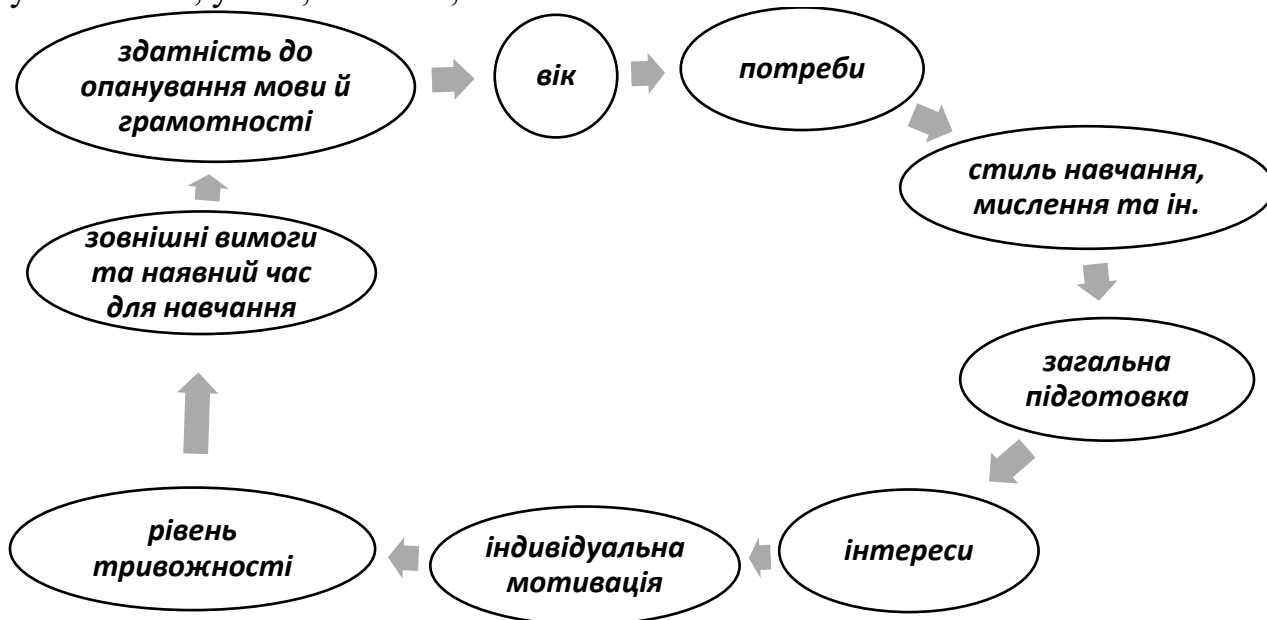 здатність до
опанування мови й
грамотності
вік
потреби
стиль навчання,
мислення та ін.
загальна
підготовка
інтереси
індивідуальна
мотивація
рівень
тривожності
зовнішні вимоги
та наявний час
для навчання